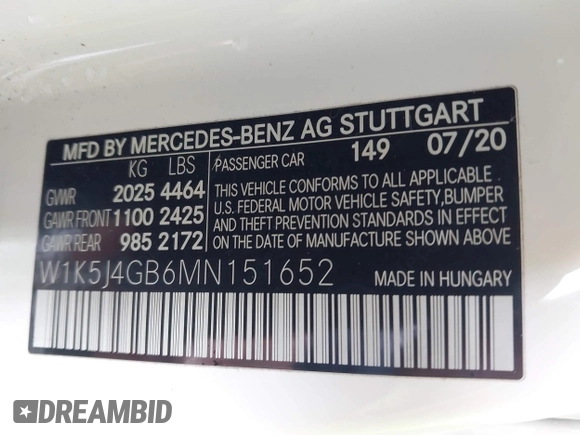 MFD BY MERCEDES-BENZ AG STUTTGART
KG LBS PASSENGER CAR 149 07/20
GVWR 2025 4464
GAWR FRONT 1100 2425
GAWR REAR 985 2172
THIS VEHICLE CONFORMS TO ALL APPLICABLE
U.S. FEDERAL MOTOR VEHICLE SAFETY, BUMPER
AND THEFT PREVENTION STANDARDS IN EFFECT
ON THE DATE OF MANUFACTURE SHOWN ABOVE.
W1K5J4GB6MN151652 MADE IN HUNGARY
DREAMBID